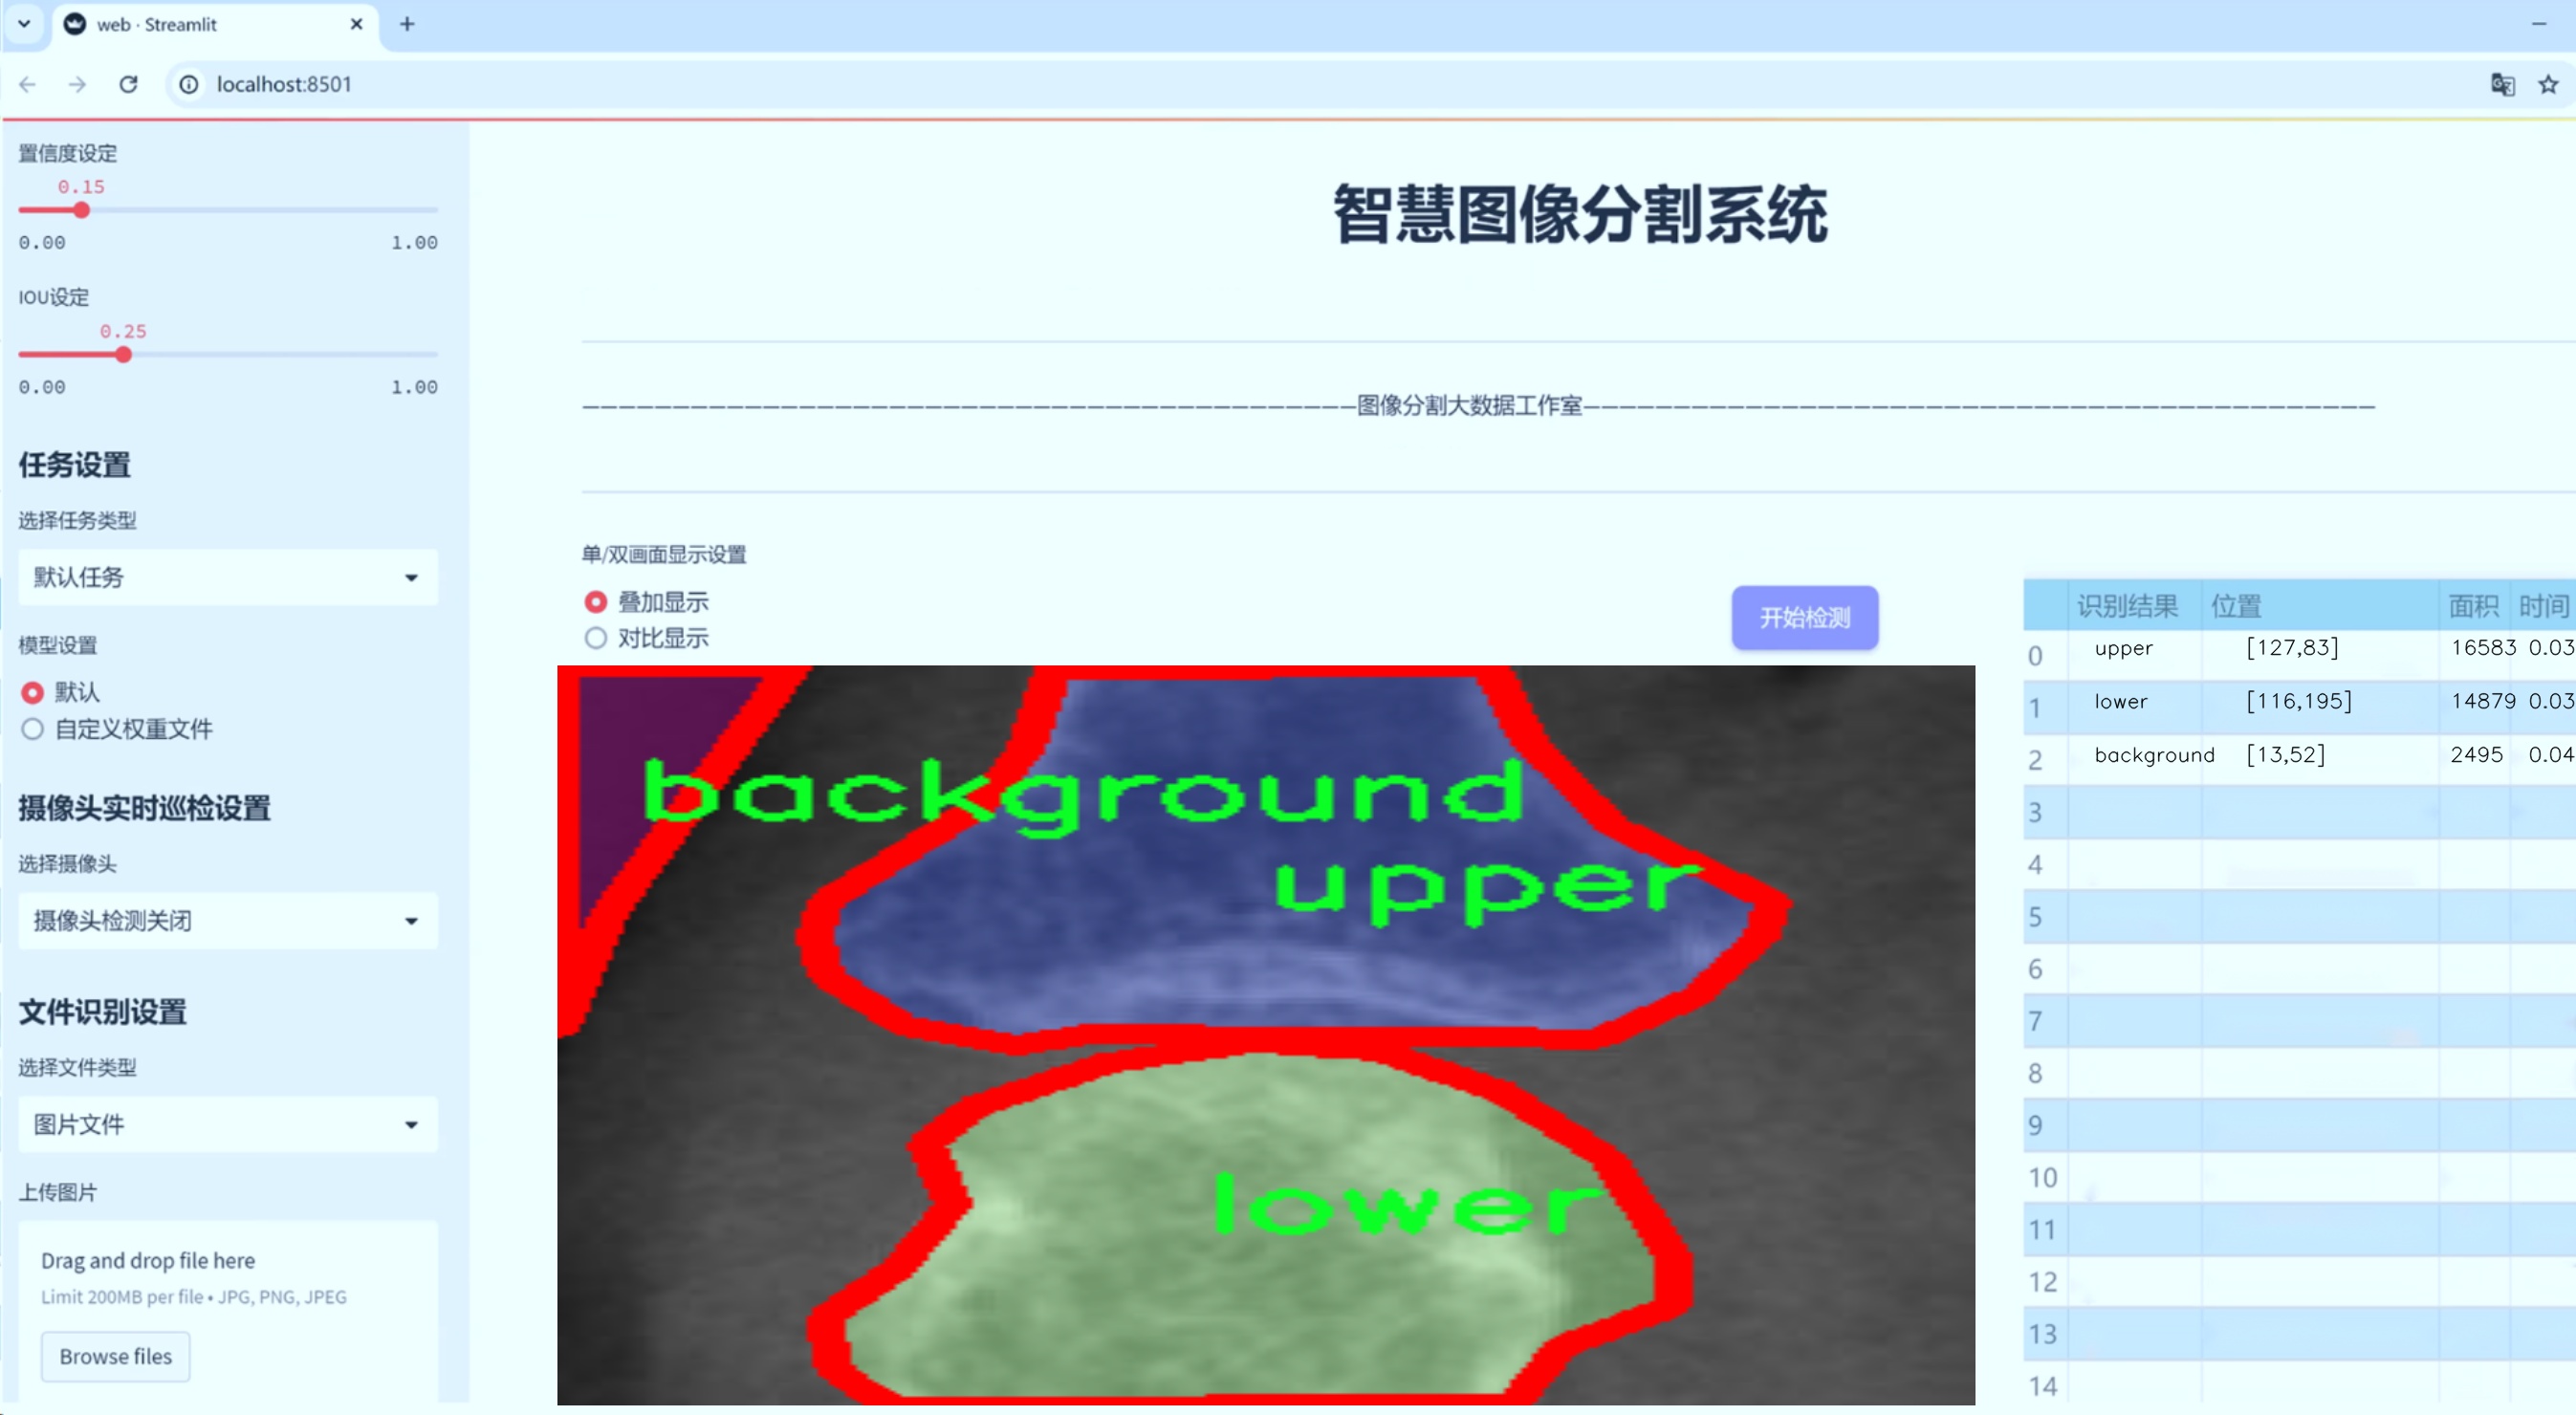 web · Streamlit
localhost:8501
置信度设定
0.15
0.00 1.00
IOU设定
0.25
0.00 1.00
任务设置
选择任务类型
默认任务
模型设置
默认
自定义权重文件
摄像头实时巡检设置
选择摄像头
摄像头检测关闭
文件识别设置
选择文件类型
图片文件
上传图片
Drag and drop file here
Limit 200MB per file • JPG, PNG, JPEG
Browse files
智慧图像分割系统
———————————————————————————————————————————图像分割大数据工作室————————————————————————————————————————————
单/双画面显示设置
叠加显示
对比显示
开始检测
background
upper
lower
识别结果 位置 面积 时间
0 upper [127,83] 16583 0.03
1 lower [116,195] 14879 0.03
2 background [13,52] 2495 0.04
3
4
5
6
7
8
9
10
11
12
13
14